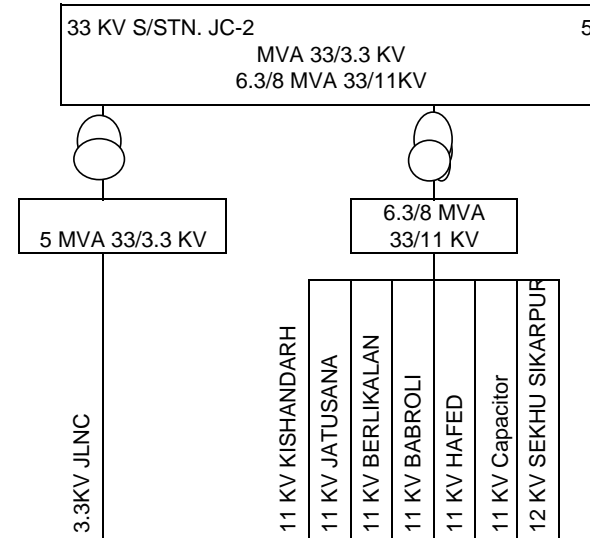 33 KV S/STN. JC-2 5
MVA 33/3.3 KV
6.3/8 MVA 33/11KV
5 MVA 33/3.3 KV
6.3/8 MVA
33/11 KV
3.3KV JLNC
11 KV KISHANDARH
11 KV JATUSANA
11 KV BERLIKALAN
11 KV BABROLI
11 KV HAFED
11 KV Capacitor
12 KV SEKHU SIKARPUR